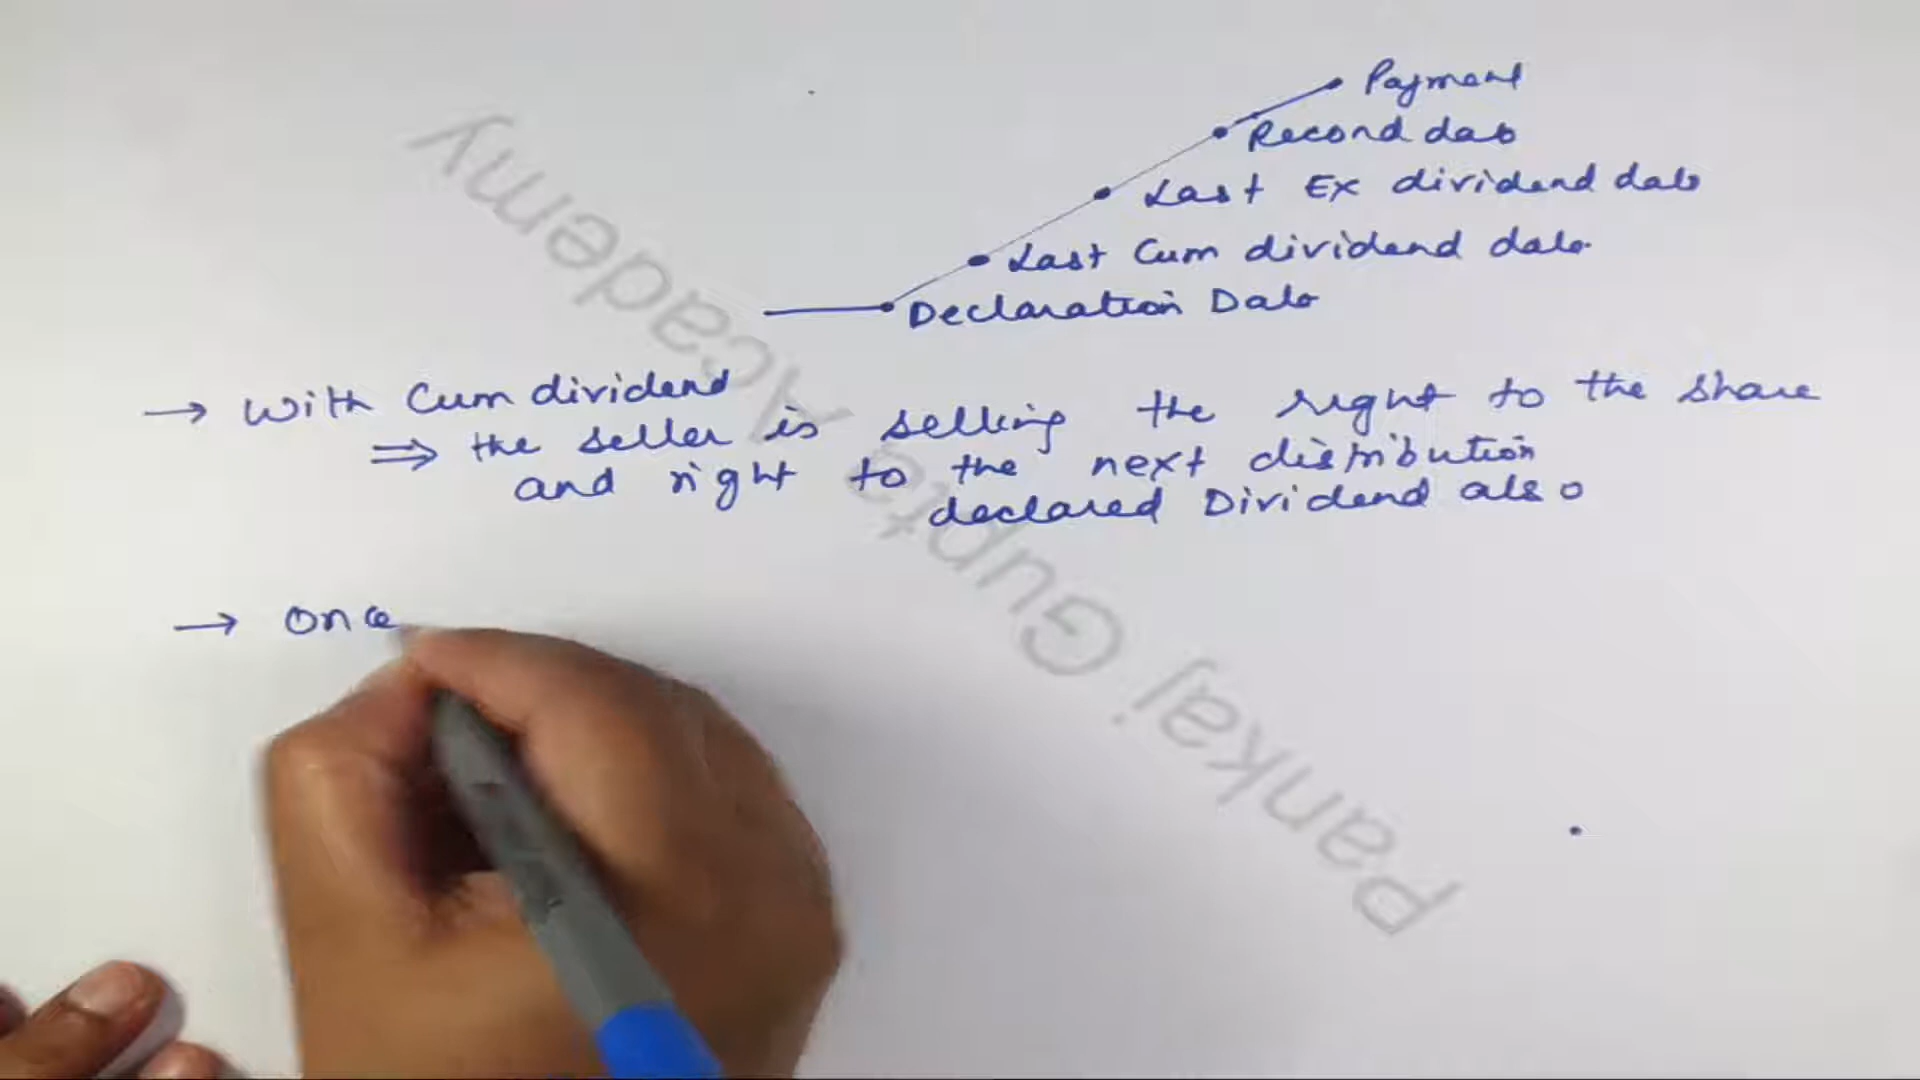 Payment
Record date
Last Ex dividend date
Last Cum dividend date
Declaration Date
→ With Cum dividend
⇒ the seller is selling the right to the share
and right to the next distribution
declared Dividend also
→ Once
Pankaj Gupta Academy